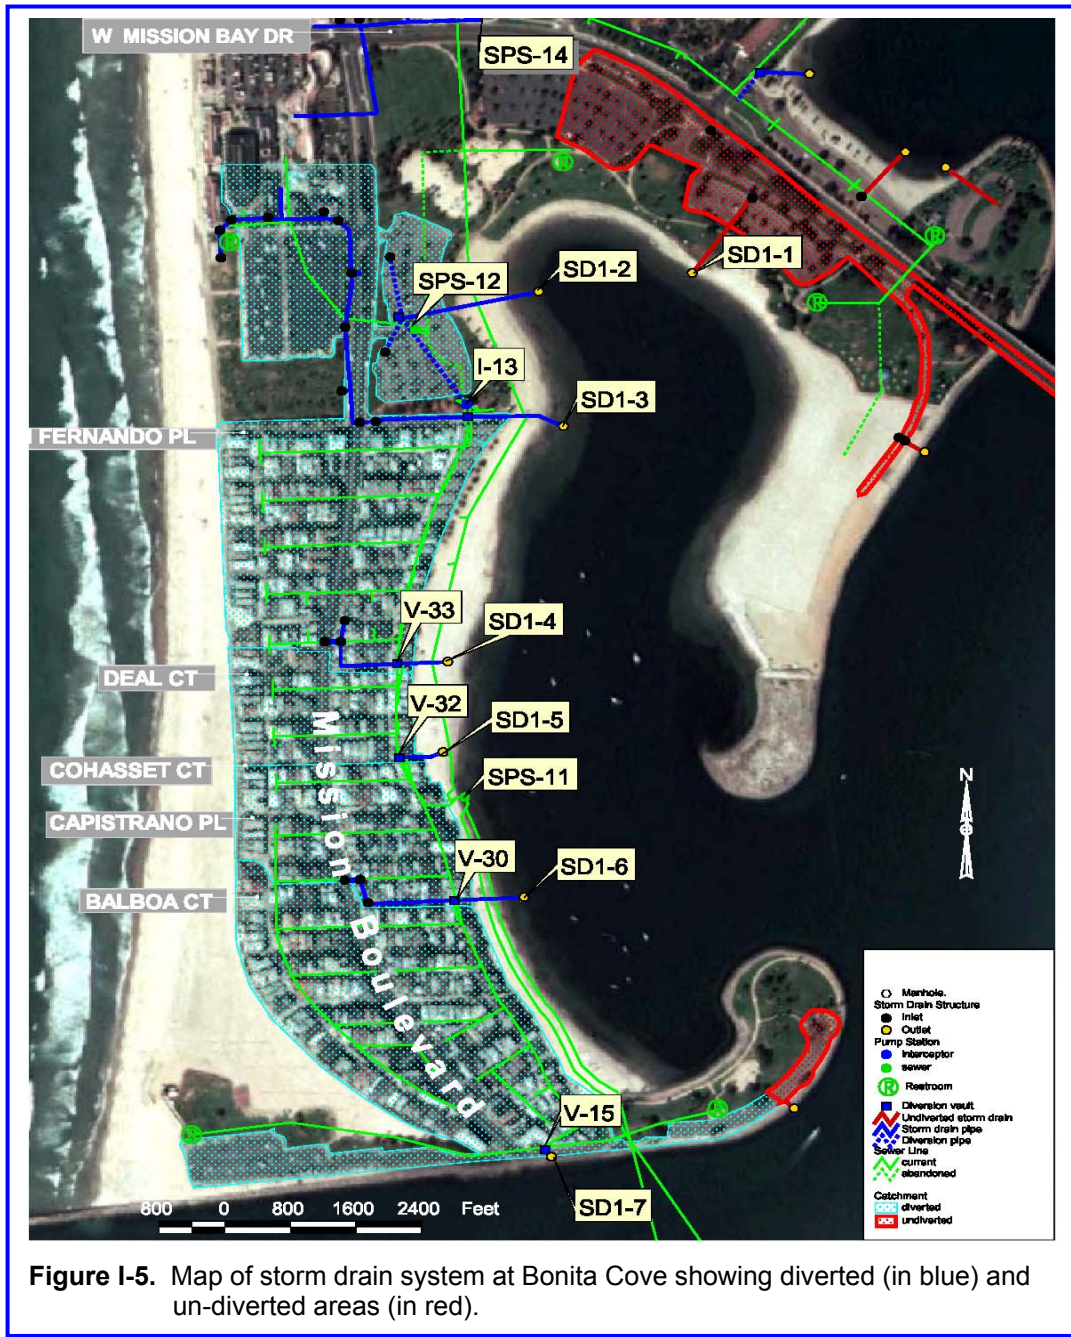 W MISSION BAY DR
SPS-14
SD1-1
SD1-2
SPS-12
I-13
SD1-3
FERNANDO PL
V-33
SD1-4
DEAL CT
V-32
SD1-5
COHASSET CT
SPS-11
CAPISTRANO PL
V-30
SD1-6
BALBOA CT
Mission Boulevard
N
V-15
SD1-7
R
R
R
R
R
R
800 0 800 1600 2400 Feet
Manhole.
Storm Drain Structure
Inlet
Outlet
Pump Station
Interceptor
sewer
R Restroom
Diversion vault
Undiverted storm drain
Storm drain pipe
Diversion pipe
Sewer Line
current
abandoned
Catchment
diverted
undiverted
Figure I-5. Map of storm drain system at Bonita Cove showing diverted (in blue) and
un-diverted areas (in red).